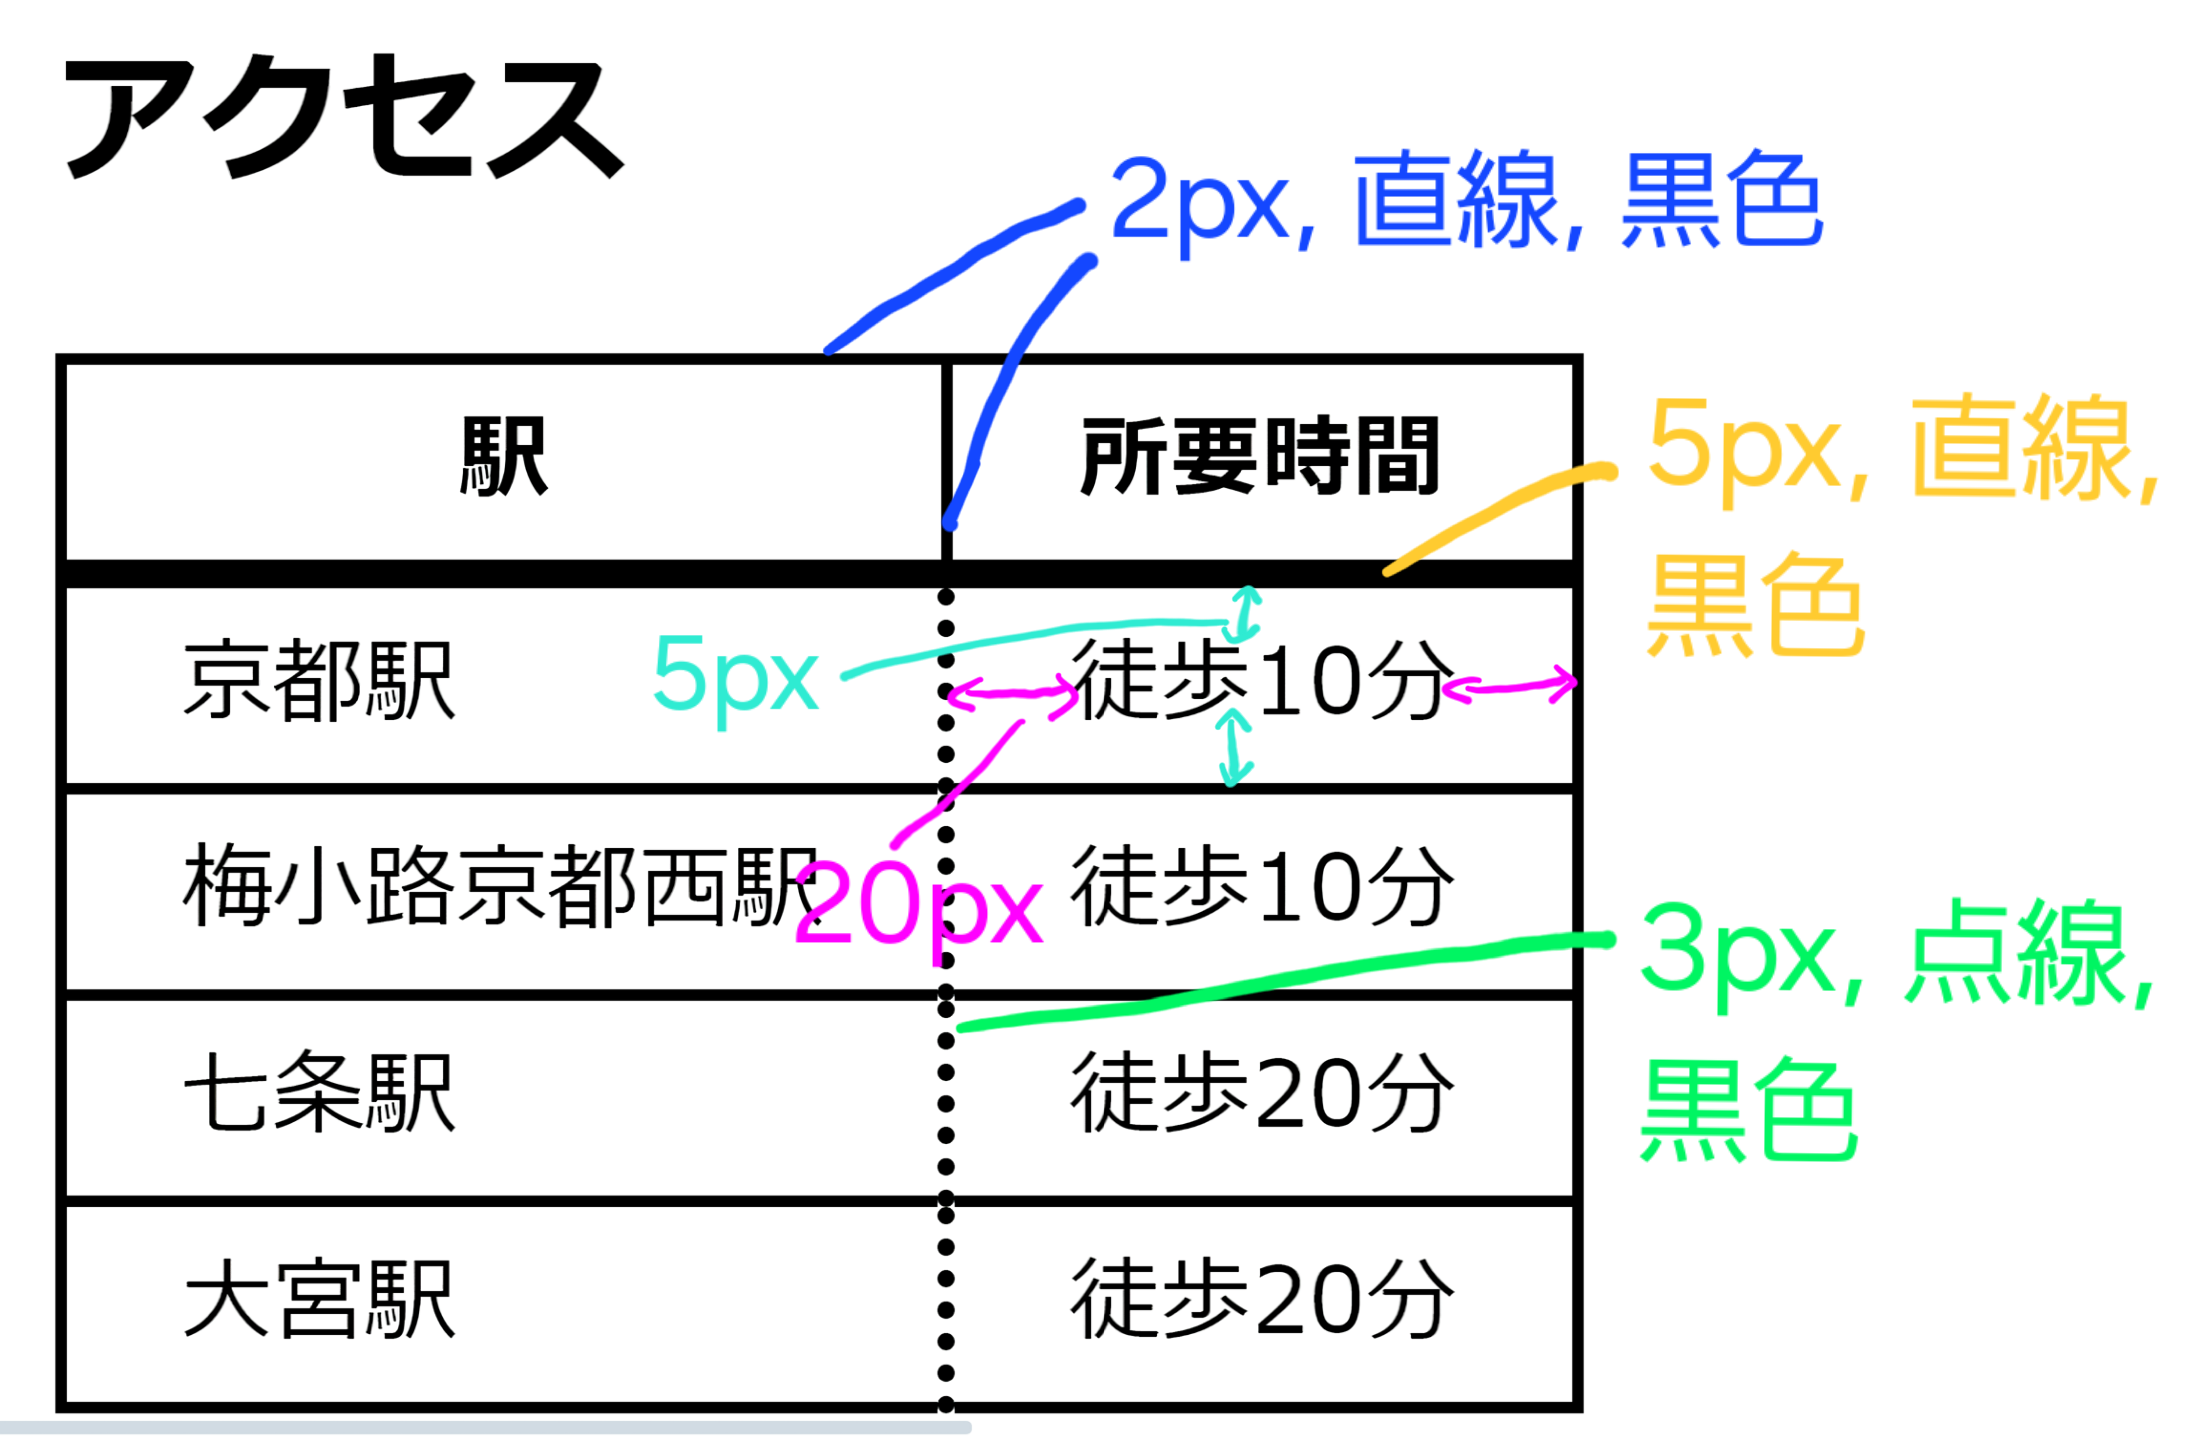 アクセス
2px, 直線, 黒色
駅 所要時間
5px, 直線,
黒色
京都駅 5px 徒歩10分
梅小路京都西駅 20px 徒歩10分
3px, 点線,
黒色
七条駅 徒歩20分
大宮駅 徒歩20分